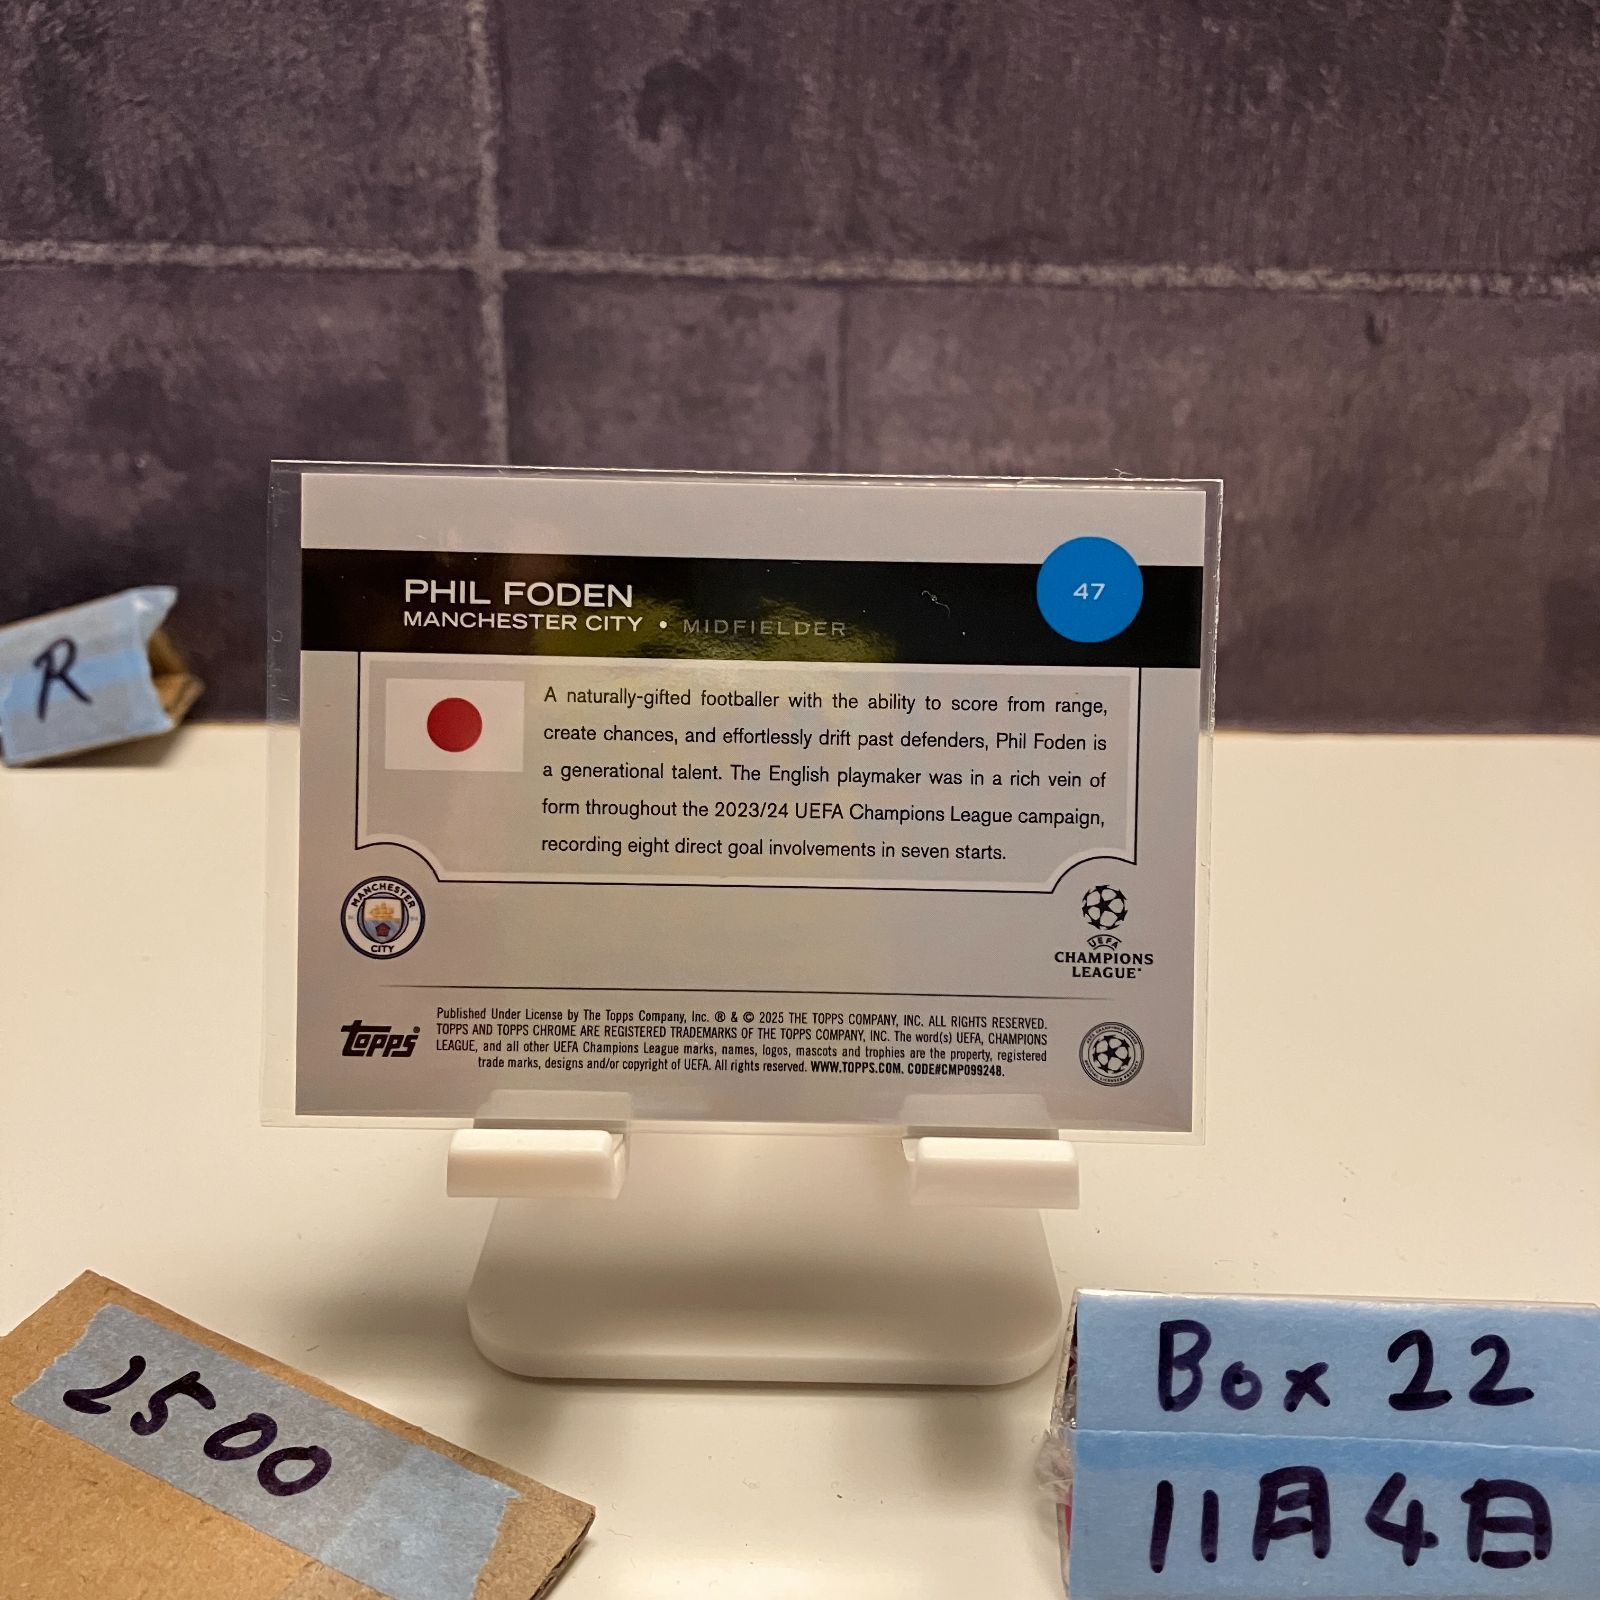 PHIL FODEN
MANCHESTER CITY • MIDFIELDER
47
A naturally-gifted footballer with the ability to score from range,
create chances, and effortlessly drift past defenders, Phil Foden is
a generational talent. The English playmaker was in a rich vein of
form throughout the 2023/24 UEFA Champions League campaign,
recording eight direct goal involvements in seven starts.
R
MANCHESTER
CITY
UEFA
CHAMPIONS
LEAGUE
topps
Published Under License by The Topps Company, Inc. ® & © 2025 THE TOPPS COMPANY, INC. ALL RIGHTS RESERVED.
TOPPS AND TOPPS CHROME ARE REGISTERED TRADEMARKS OF THE TOPPS COMPANY, INC. The word(s) UEFA, CHAMPIONS
LEAGUE, and all other UEFA Champions League marks, names, logos, mascots and trophies are the property, registered
trade marks, designs and/or copyright of UEFA. All rights reserved. WWW.TOPPS.COM. CODE#CMP099248.
2500
Box 22
11月4日